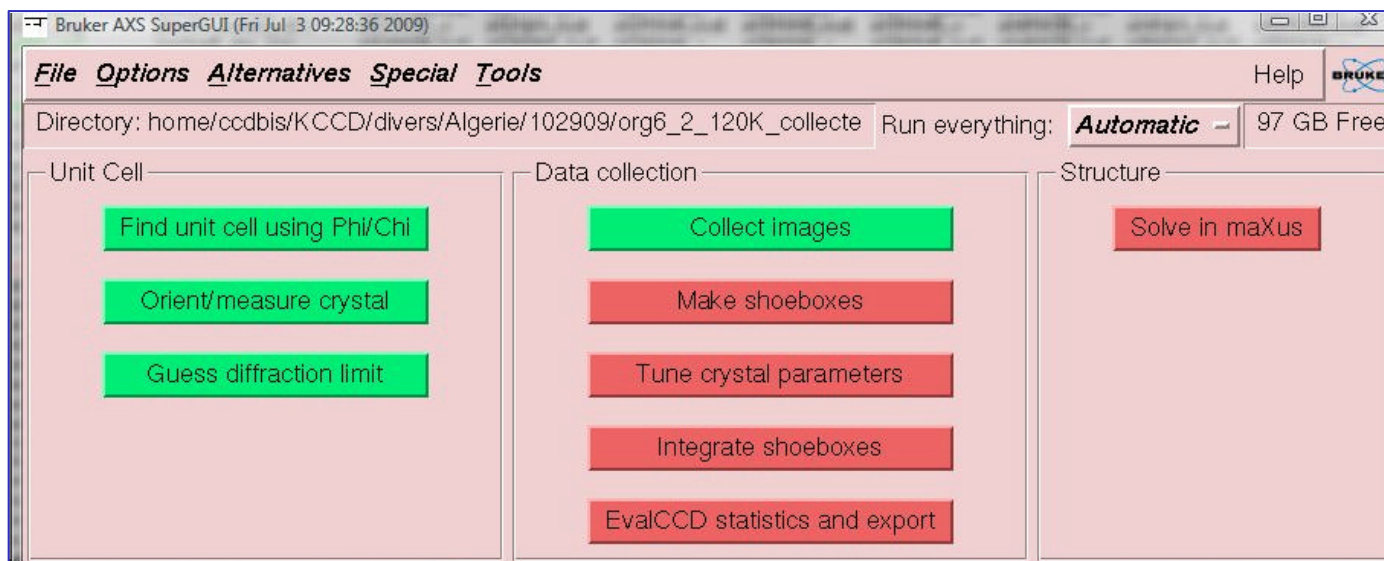 Bruker AXS SuperGUI (Fri Jul 3 09:28:36 2009)
File Options Alternatives Special Tools Help BRUKE
Directory: home/ccdbis/KCCD/divers/Algerie/102909/org6_2_120K_collecte Run everything: Automatic 97 GB Free
Unit Cell Data collection Structure
Find unit cell using Phi/Chi Collect images Solve in maXus
Orient/measure crystal Make shoeboxes
Guess diffraction limit Tune crystal parameters
Integrate shoeboxes
EvalCCD statistics and export